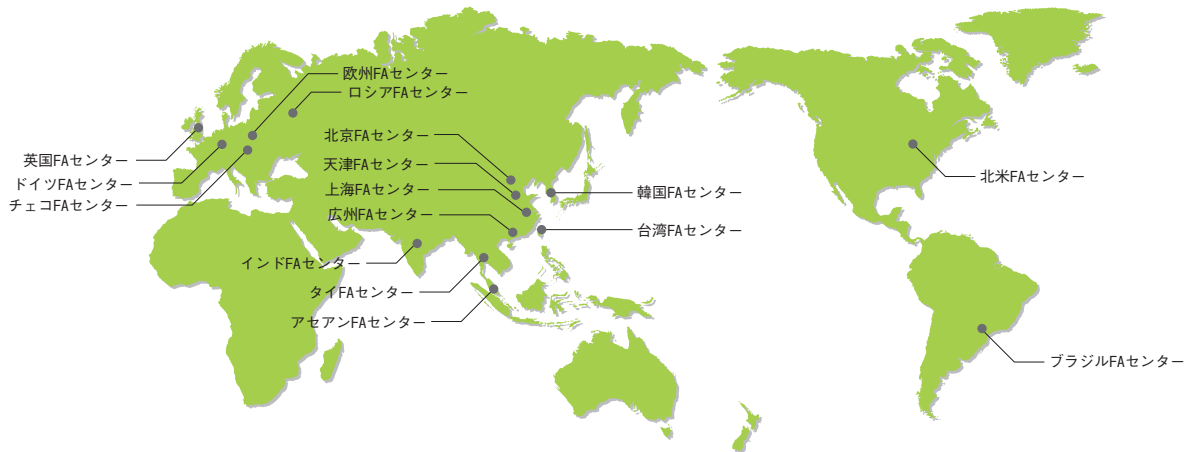 欧州FAセンター
ロシアFAセンター
北京FAセンター
英国FAセンター
天津FAセンター
ドイツFAセンター
上海FAセンター
韓国FAセンター
北米FAセンター
チェコFAセンター
広州FAセンター
台湾FAセンター
インドFAセンター
タイFAセンター
アセアンFAセンター
ブラジルFAセンター